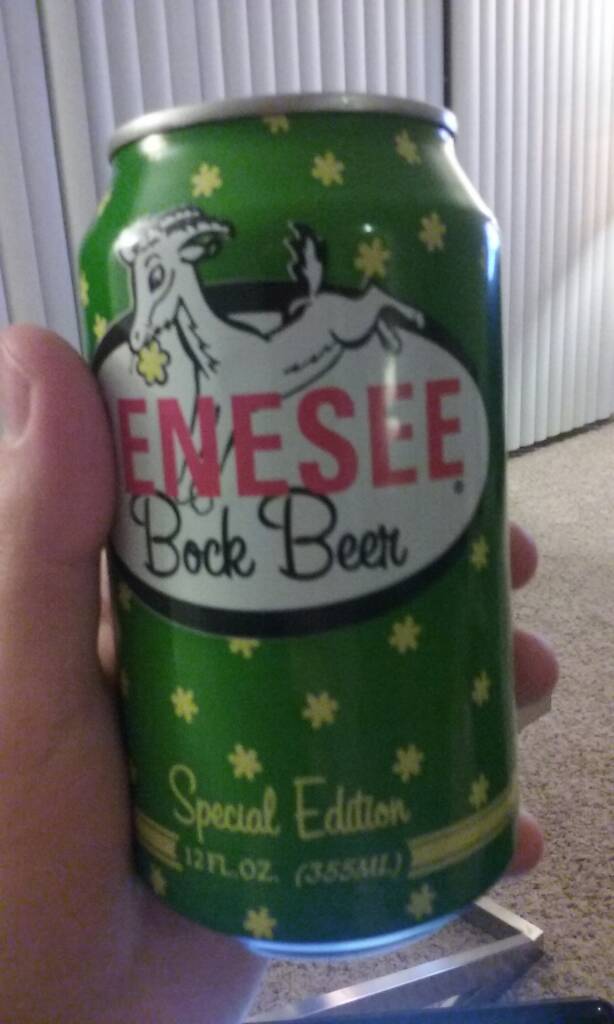 ENESEE
Bock Beer
Special Edition
12 FL. OZ. (355ML)